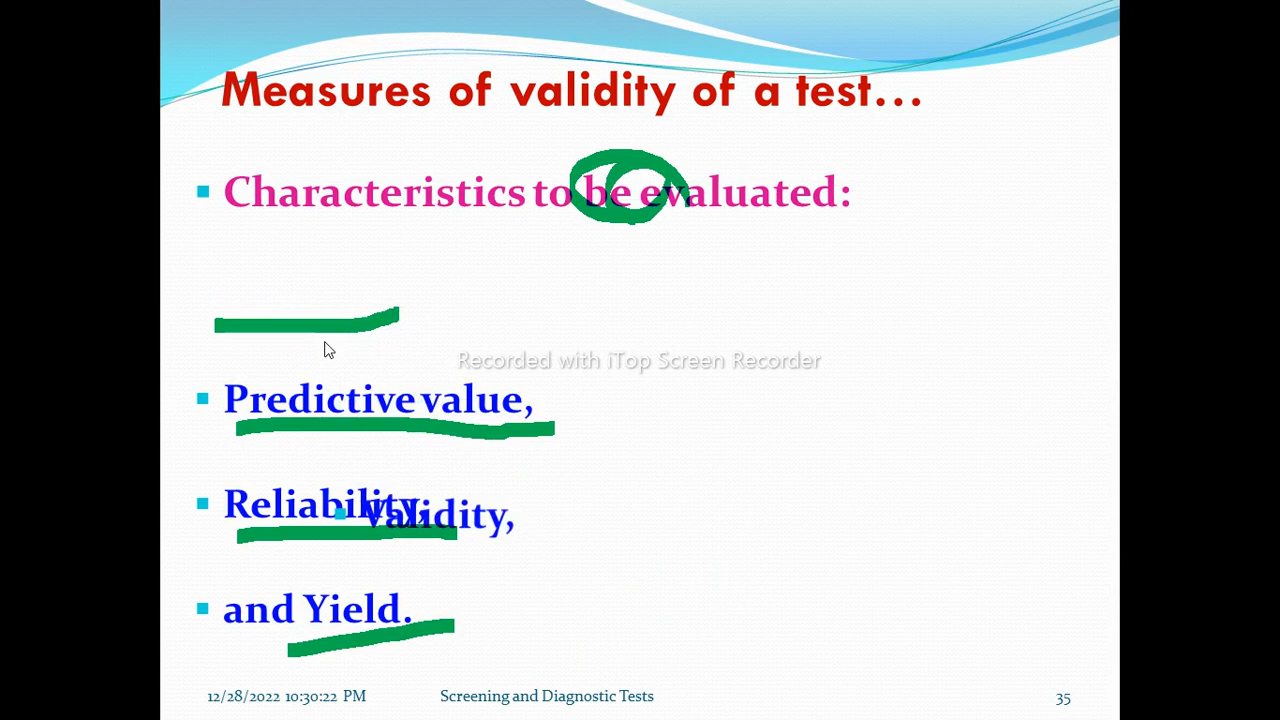 Measures of validity of a test...
Characteristics to be evaluated:
Recorded with iTop Screen Recorder
Predictive value,
Reliability,
Validity,
and Yield.
12/28/2022 10:30:22 PM
Screening and Diagnostic Tests
35